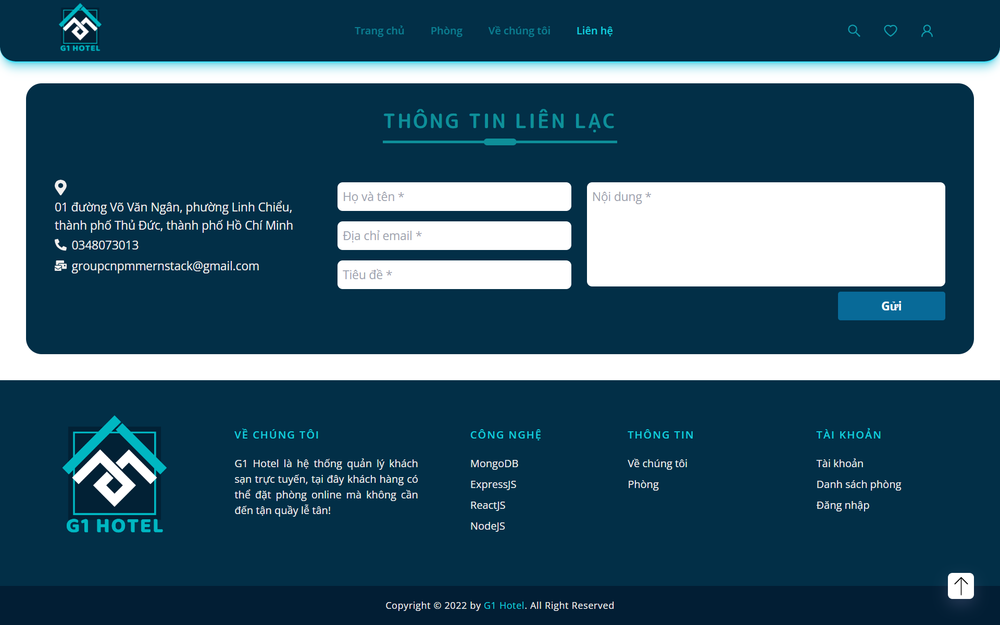 G1 HOTEL
Trang chủ
Phòng
Về chúng tôi
Liên hệ
THÔNG TIN LIÊN LẠC
01 đường Võ Văn Ngân, phường Linh Chiểu,
thành phố Thủ Đức, thành phố Hồ Chí Minh
0348073013
groupcnpmmernstack@gmail.com
Họ và tên *
Địa chỉ email *
Tiêu đề *
Nội dung *
Gửi
G1 HOTEL
VỀ CHÚNG TÔI
G1 Hotel là hệ thống quản lý khách
sạn trực tuyến, tại đây khách hàng có
thể đặt phòng online mà không cần
đến tận quầy lễ tân!
CÔNG NGHỆ
MongoDB
ExpressJS
ReactJS
NodeJS
THÔNG TIN
Về chúng tôi
Phòng
TÀI KHOẢN
Tài khoản
Danh sách phòng
Đăng nhập
Copyright © 2022 by G1 Hotel. All Right Reserved